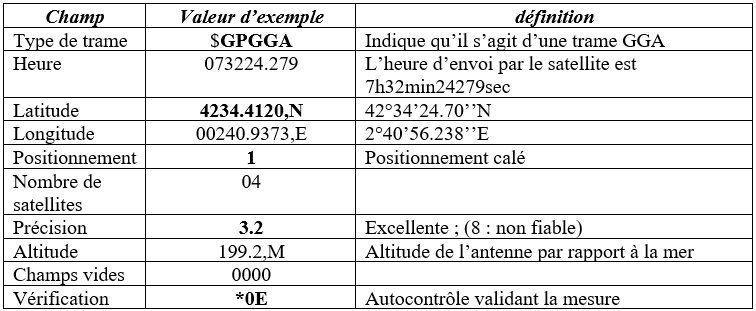 Champ Valeur d’exemple définition
Type de trame $GPGGA Indique qu’il s’agit d’une trame GGA
Heure 073224.279 L’heure d’envoi par le satellite est
7h32min24279sec
Latitude 4234.4120,N 42°34’24.70’’N
Longitude 00240.9373,E 2°40’56.238’’E
Positionnement 1 Positionnement calé
Nombre de 04
satellites
Précision 3.2 Excellente ; (8 : non fiable)
Altitude 199.2,M Altitude de l’antenne par rapport à la mer
Champs vides 0000
Vérification *0E Autocontrôle validant la mesure